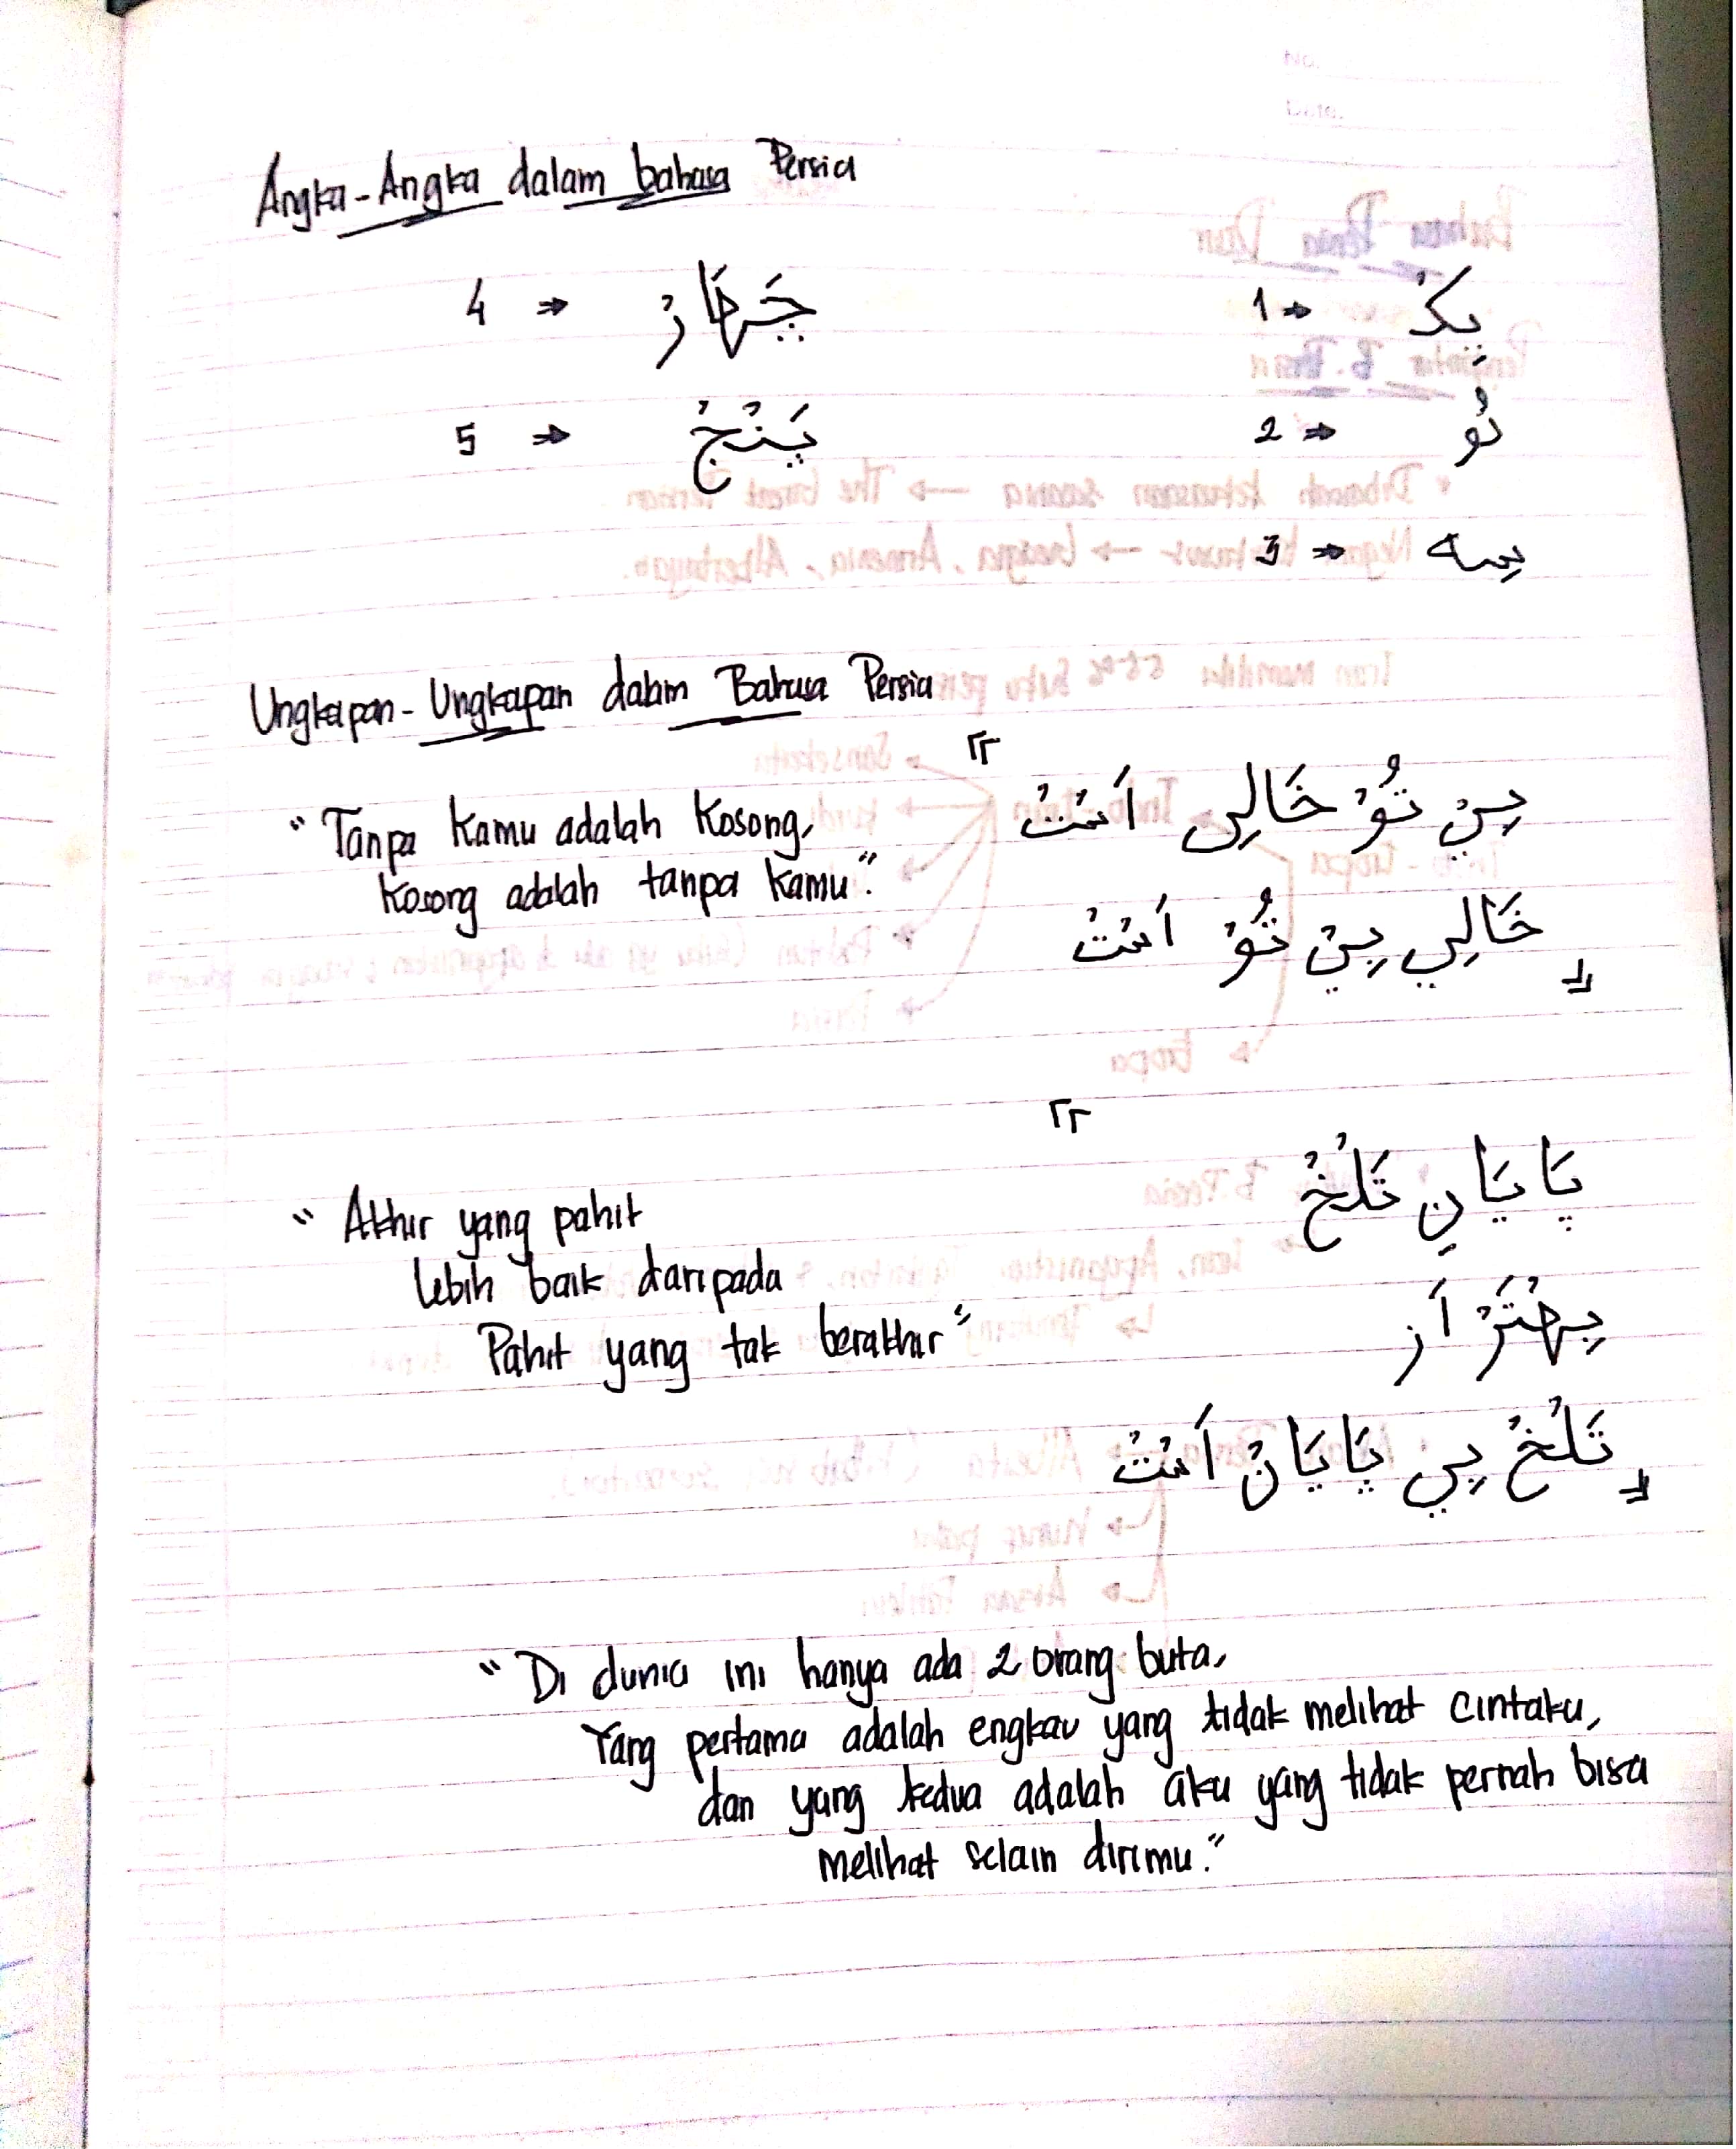 Angka-Angka dalam bahasa Persia
يِكْ ⇒ 1
دُو ⇒ 2
سِه ⇒ 3
چَهَارْ ⇒ 4
پَنْجْ ⇒ 5
Ungkapan-Ungkapan dalam Bahasa Persia
بِيْ تُوْ خَالِى اَسْتْ
خَالِي بِيْ تُوْ اَسْتْ
"Tanpa kamu adalah kosong,
kosong adalah tanpa kamu."
پَايَانِ تَلْخْ
بِهْتَرْ اَز
تَلْخْ بِي پَايَانْ اَسْتْ
"Akhir yang pahit
lebih baik daripada
Pahit yang tak berakhir"
"Di dunia ini hanya ada 2 orang buta,
Yang pertama adalah engkau yang tidak melihat cintaku,
dan yang kedua adalah aku yang tidak pernah bisa
melihat selain dirimu."